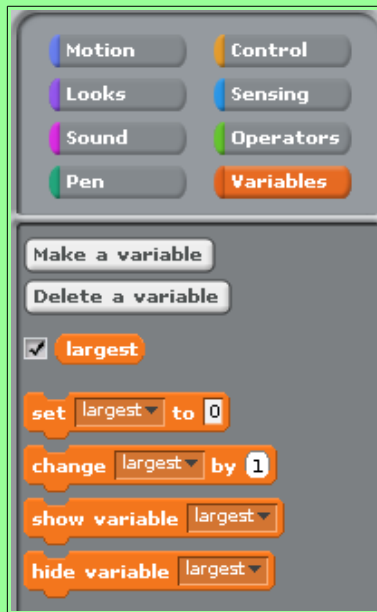 Motion Control
Looks Sensing
Sound Operators
Pen Variables
Make a variable
Delete a variable
largest
set largest to 0
change largest by 1
show variable largest
hide variable largest